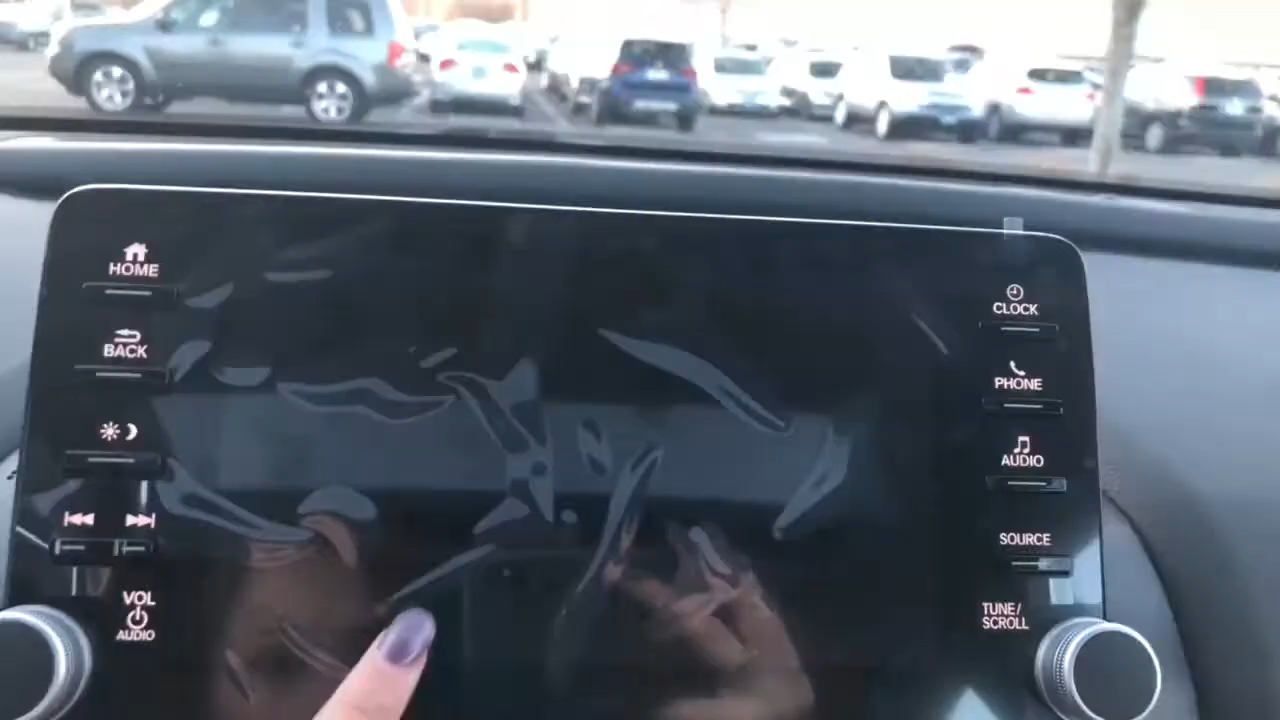 HOME
BACK
VOL
AUDIO
CLOCK
PHONE
AUDIO
SOURCE
TUNE/
SCROLL